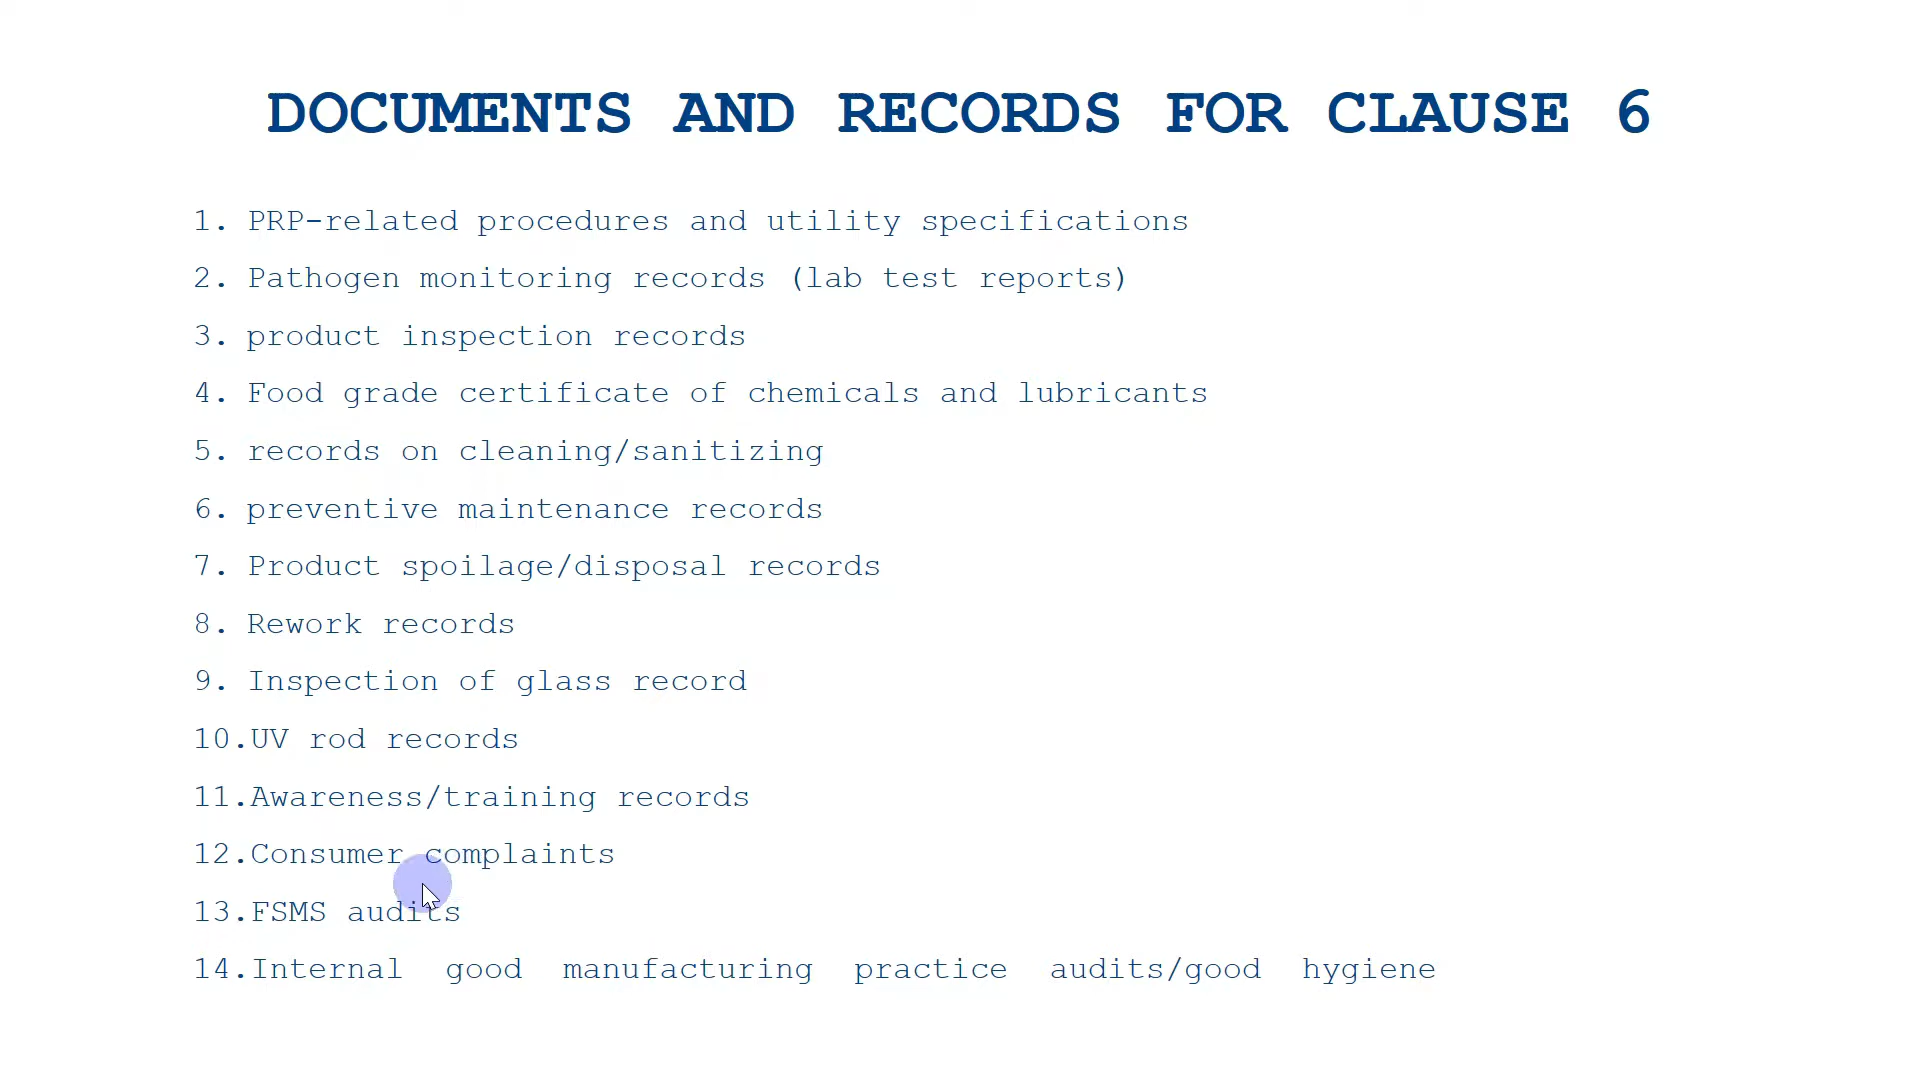 DOCUMENTS AND RECORDS FOR CLAUSE 6
1. PRP-related procedures and utility specifications
2. Pathogen monitoring records (lab test reports)
3. product inspection records
4. Food grade certificate of chemicals and lubricants
5. records on cleaning/sanitizing
6. preventive maintenance records
7. Product spoilage/disposal records
8. Rework records
9. Inspection of glass record
10.UV rod records
11.Awareness/training records
12.Consumer complaints
13.FSMS audits
14.Internal good manufacturing practice audits/good hygiene